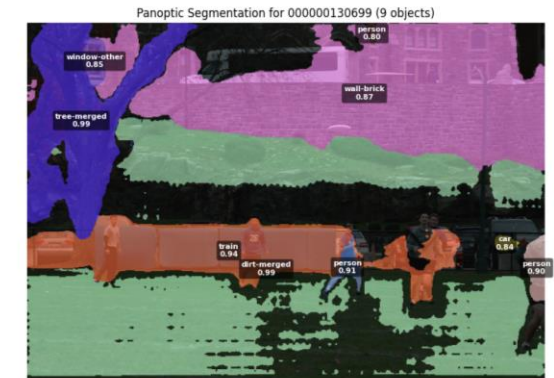 Panoptic Segmentation for 000000130699 (9 objects)
person
0.80
window-other
0.85
wall-brick
0.87
tree-merged
0.99
train
0.94
dirt-merged
0.99
person
0.91
car
0.84
person
0.90